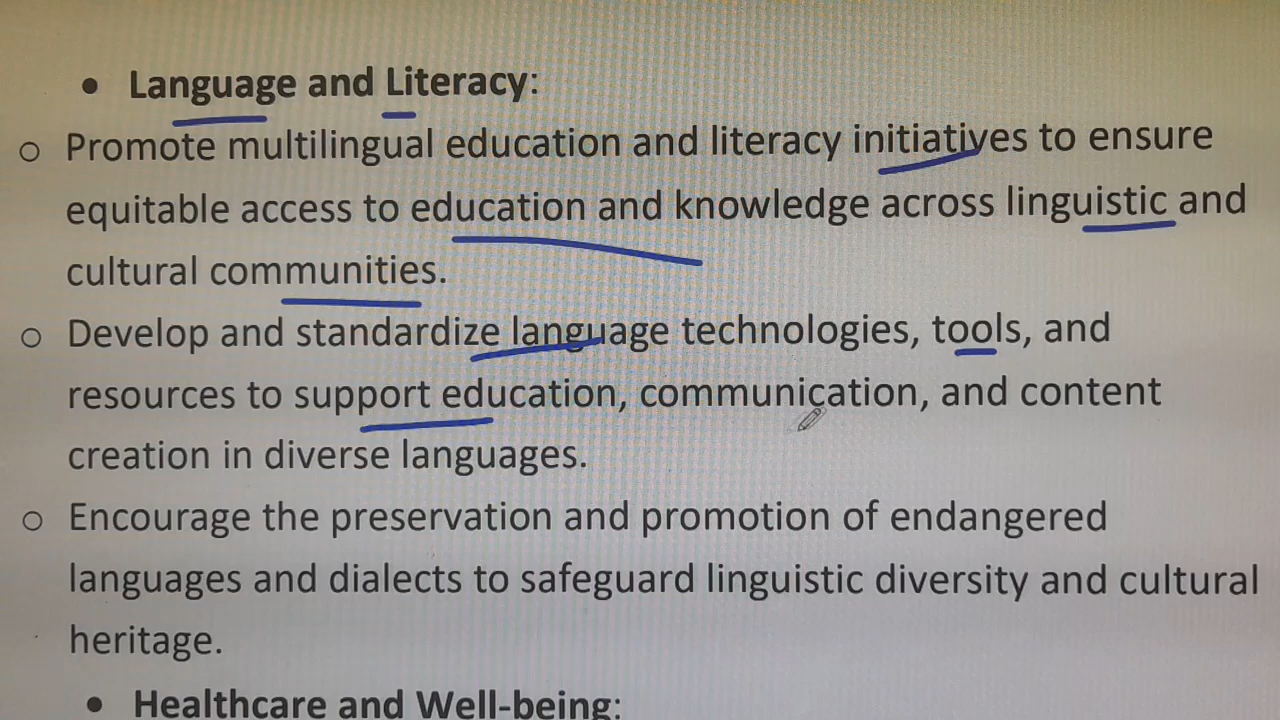 • Language and Literacy:
o Promote multilingual education and literacy initiatives to ensure
equitable access to education and knowledge across linguistic and
cultural communities.
o Develop and standardize language technologies, tools, and
resources to support education, communication, and content
creation in diverse languages.
o Encourage the preservation and promotion of endangered
languages and dialects to safeguard linguistic diversity and cultural
heritage.
• Healthcare and Well-being: